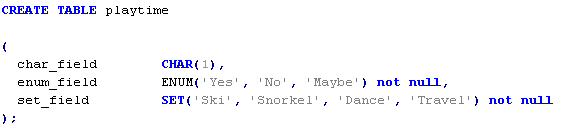 CREATE TABLE playtime
(
char_field CHAR(1),
enum_field ENUM('Yes', 'No', 'Maybe') not null,
set_field SET('Ski', 'Snorkel', 'Dance', 'Travel') not null
);